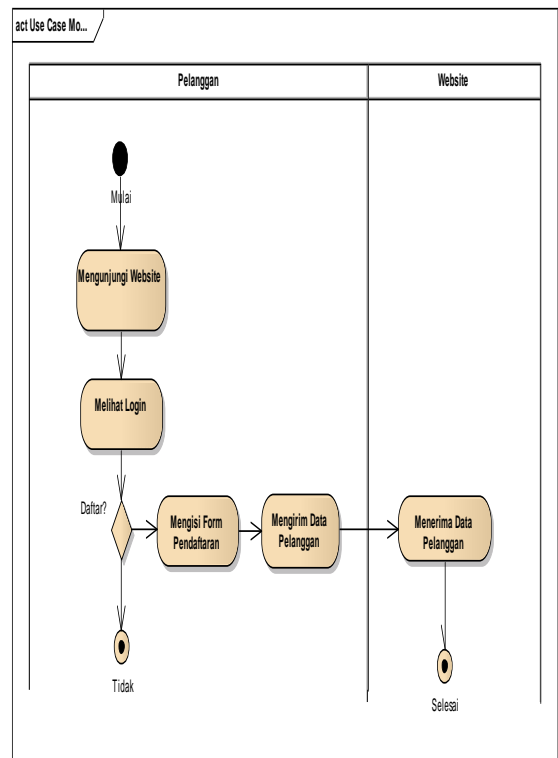 act Use Case Mo...
Pelanggan
Website
Mulai
Mengunjungi Website
Melihat Login
Daftar?
Mengisi Form
Pendaftaran
Mengirim Data
Pelanggan
Menerima Data
Pelanggan
Tidak
Selesai